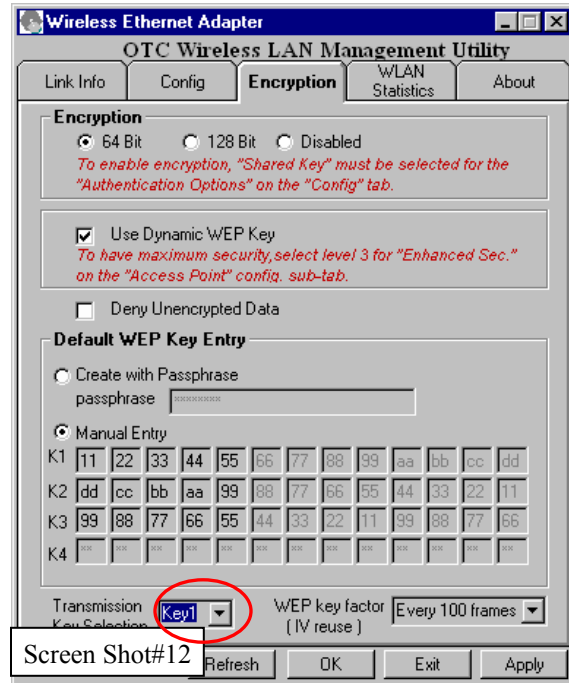 Wireless Ethernet Adapter
OTC Wireless LAN Management Utility
Link Info Config Encryption WLAN Statistics About
Encryption
64 Bit 128 Bit Disabled
To enable encryption, "Shared Key" must be selected for the
"Authentication Options" on the "Config" tab.
Use Dynamic WEP Key
To have maximum security,select level 3 for "Enhanced Sec."
on the "Access Point" config. sub-tab.
Deny Unencrypted Data
Default WEP Key Entry
Create with Passphrase
passphrase ××××××××
Manual Entry
K1 11 22 33 44 55 66 77 88 99 aa bb cc dd
K2 dd cc bb aa 99 88 77 66 55 44 33 22 11
K3 99 88 77 66 55 44 33 22 11 99 88 77 66
K4 ×× ×× ×× ×× ×× ×× ×× ×× ×× ×× ×× ×× ××
Transmission Key1 WEP key factor Every 100 frames
Key Selection ( IV reuse )
Screen Shot#12 Refresh OK Exit Apply